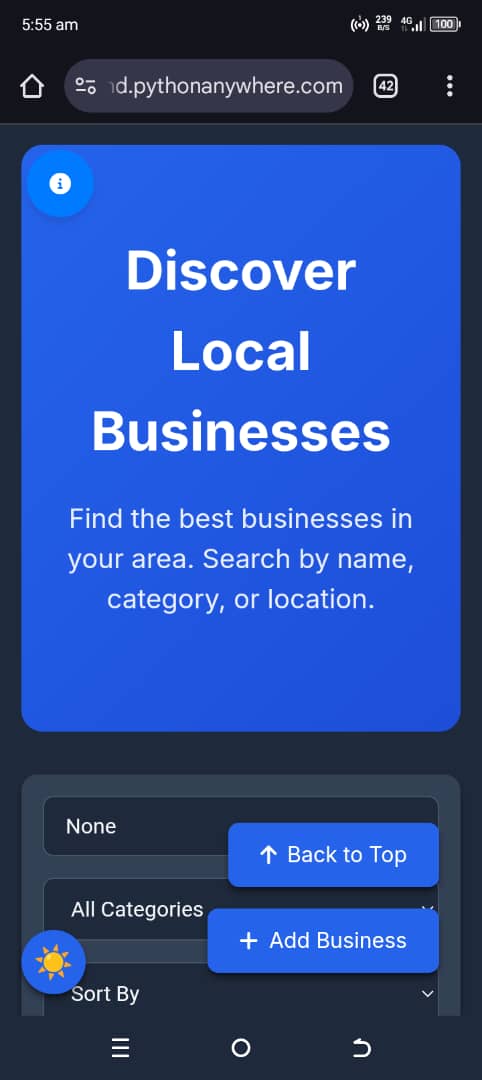 5:55 am
239
B/S
4G
100
nd.pythonanywhere.com
42
Discover
Local
Businesses
Find the best businesses in
your area. Search by name,
category, or location.
None
Back to Top
All Categories
Add Business
Sort By